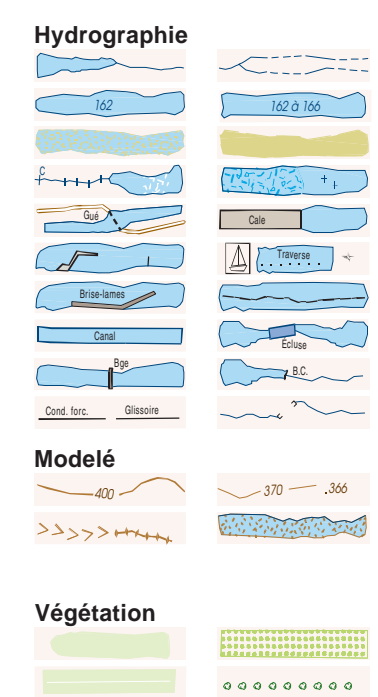 Hydrographie
162
162 à 166
C
Gué
Cale
Traverse
Brise-lames
Canal
Écluse
Bge
B.C.
Cond. forc.
Glissoire
Modelé
400
370
.366
Végétation